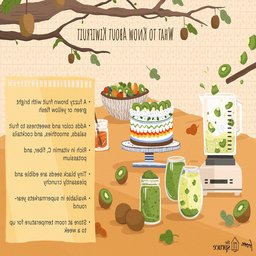 WHAT TO KNOW ABOUT KIWIFRUIT
• A fuzzy brown fruit with bright
green or yellow flesh
• Adds color and sweetness fruit
salads, smoothies, and cocktails
• Rich in vitamin C, fiber, and
potassium
• Tiny black seeds are edible and
pleasantly crunchy
• Available in supermarkets year-
round
• Store at room temperature for up
to a week
the spruce